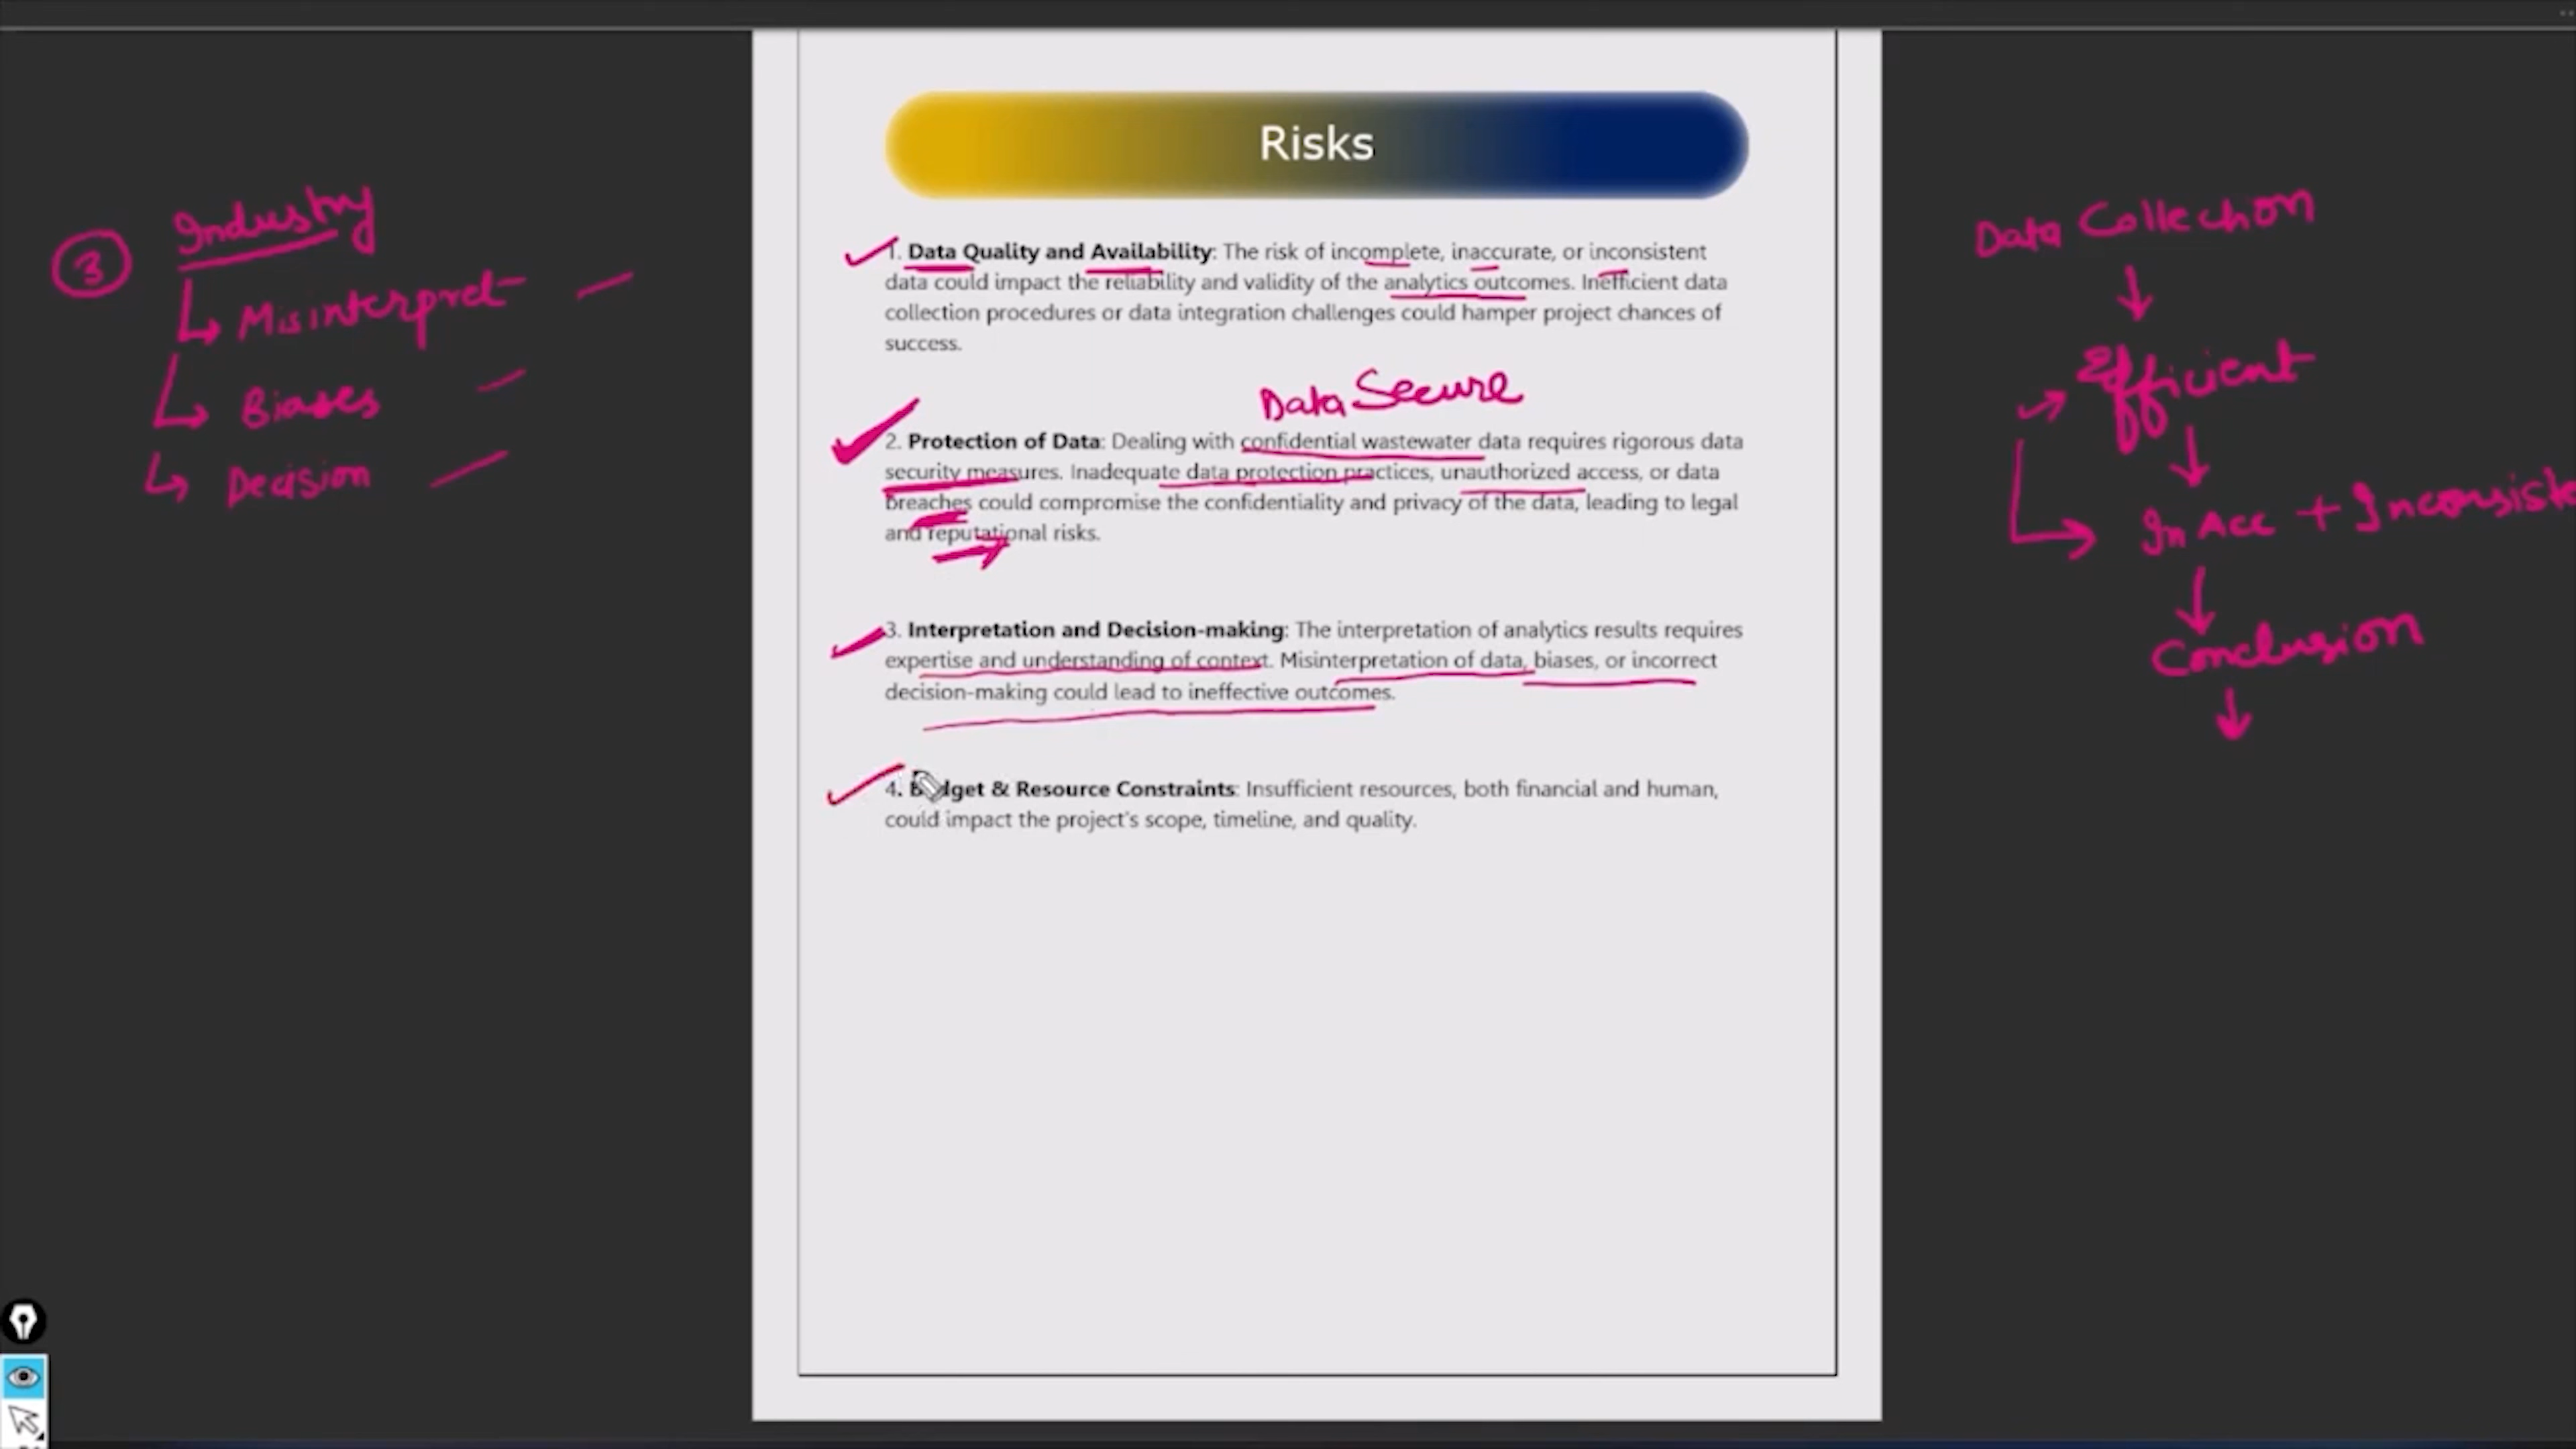 Risks
1. Data Quality and Availability: The risk of incomplete, inaccurate, or inconsistent
data could impact the reliability and validity of the analytics outcomes. Inefficient data
collection procedures or data integration challenges could hamper project chances of
success.
Data Secure
2. Protection of Data: Dealing with confidential wastewater data requires rigorous data
security measures. Inadequate data protection practices, unauthorized access, or data
breaches could compromise the confidentiality and privacy of the data, leading to legal
and reputational risks.
3. Interpretation and Decision-making: The interpretation of analytics results requires
expertise and understanding of context. Misinterpretation of data, biases, or incorrect
decision-making could lead to ineffective outcomes.
4. Budget & Resource Constraints: Insufficient resources, both financial and human,
could impact the project's scope, timeline, and quality.
3 Industry
Misinterpret
Biases
Decision
Data Collection
Efficient
In Acc + Inconsiste
Conclusion